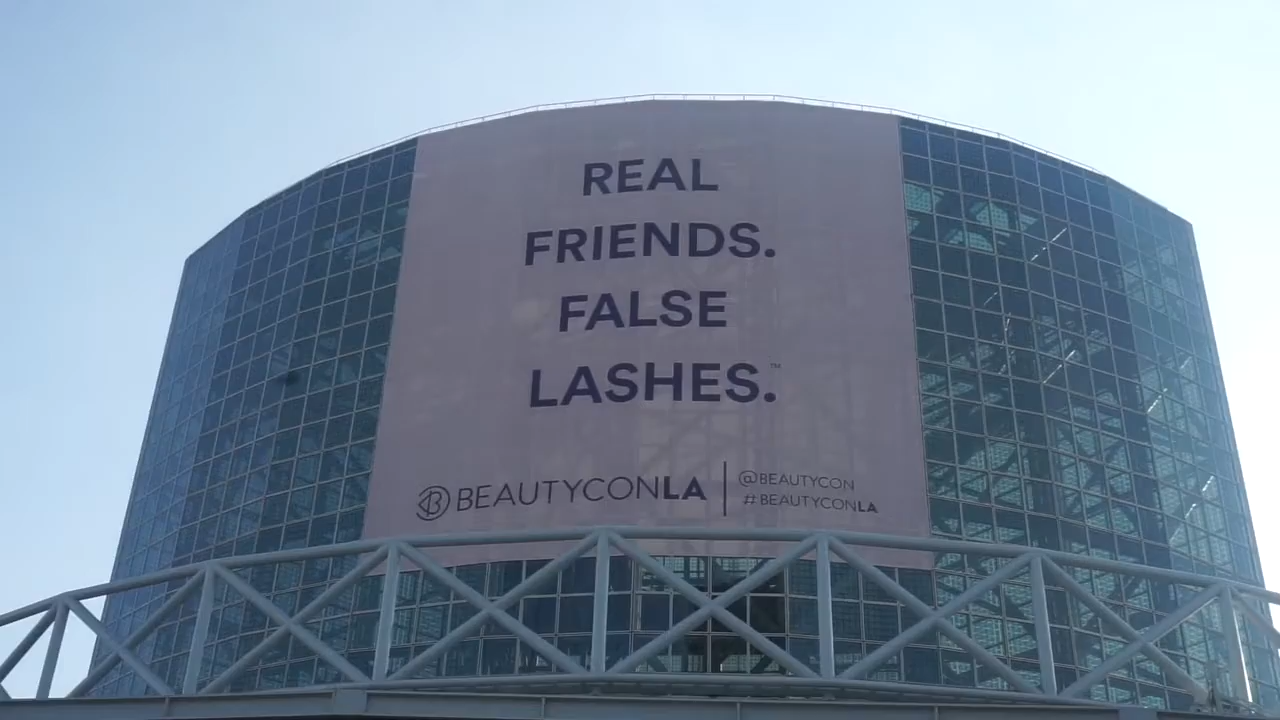 REAL
FRIENDS.
FALSE
LASHES.™
BEAUTYCONLA
@BEAUTYCON
#BEAUTYCONLA